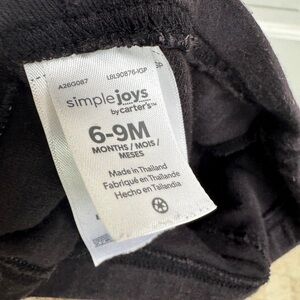 A26G087 LBL90876-IGP
simple joys
by carter's™
6-9M
MONTHS / MOIS /
MESES
Made in Thailand
Fabriqué en Thaïlande
Hecho en Tailandia